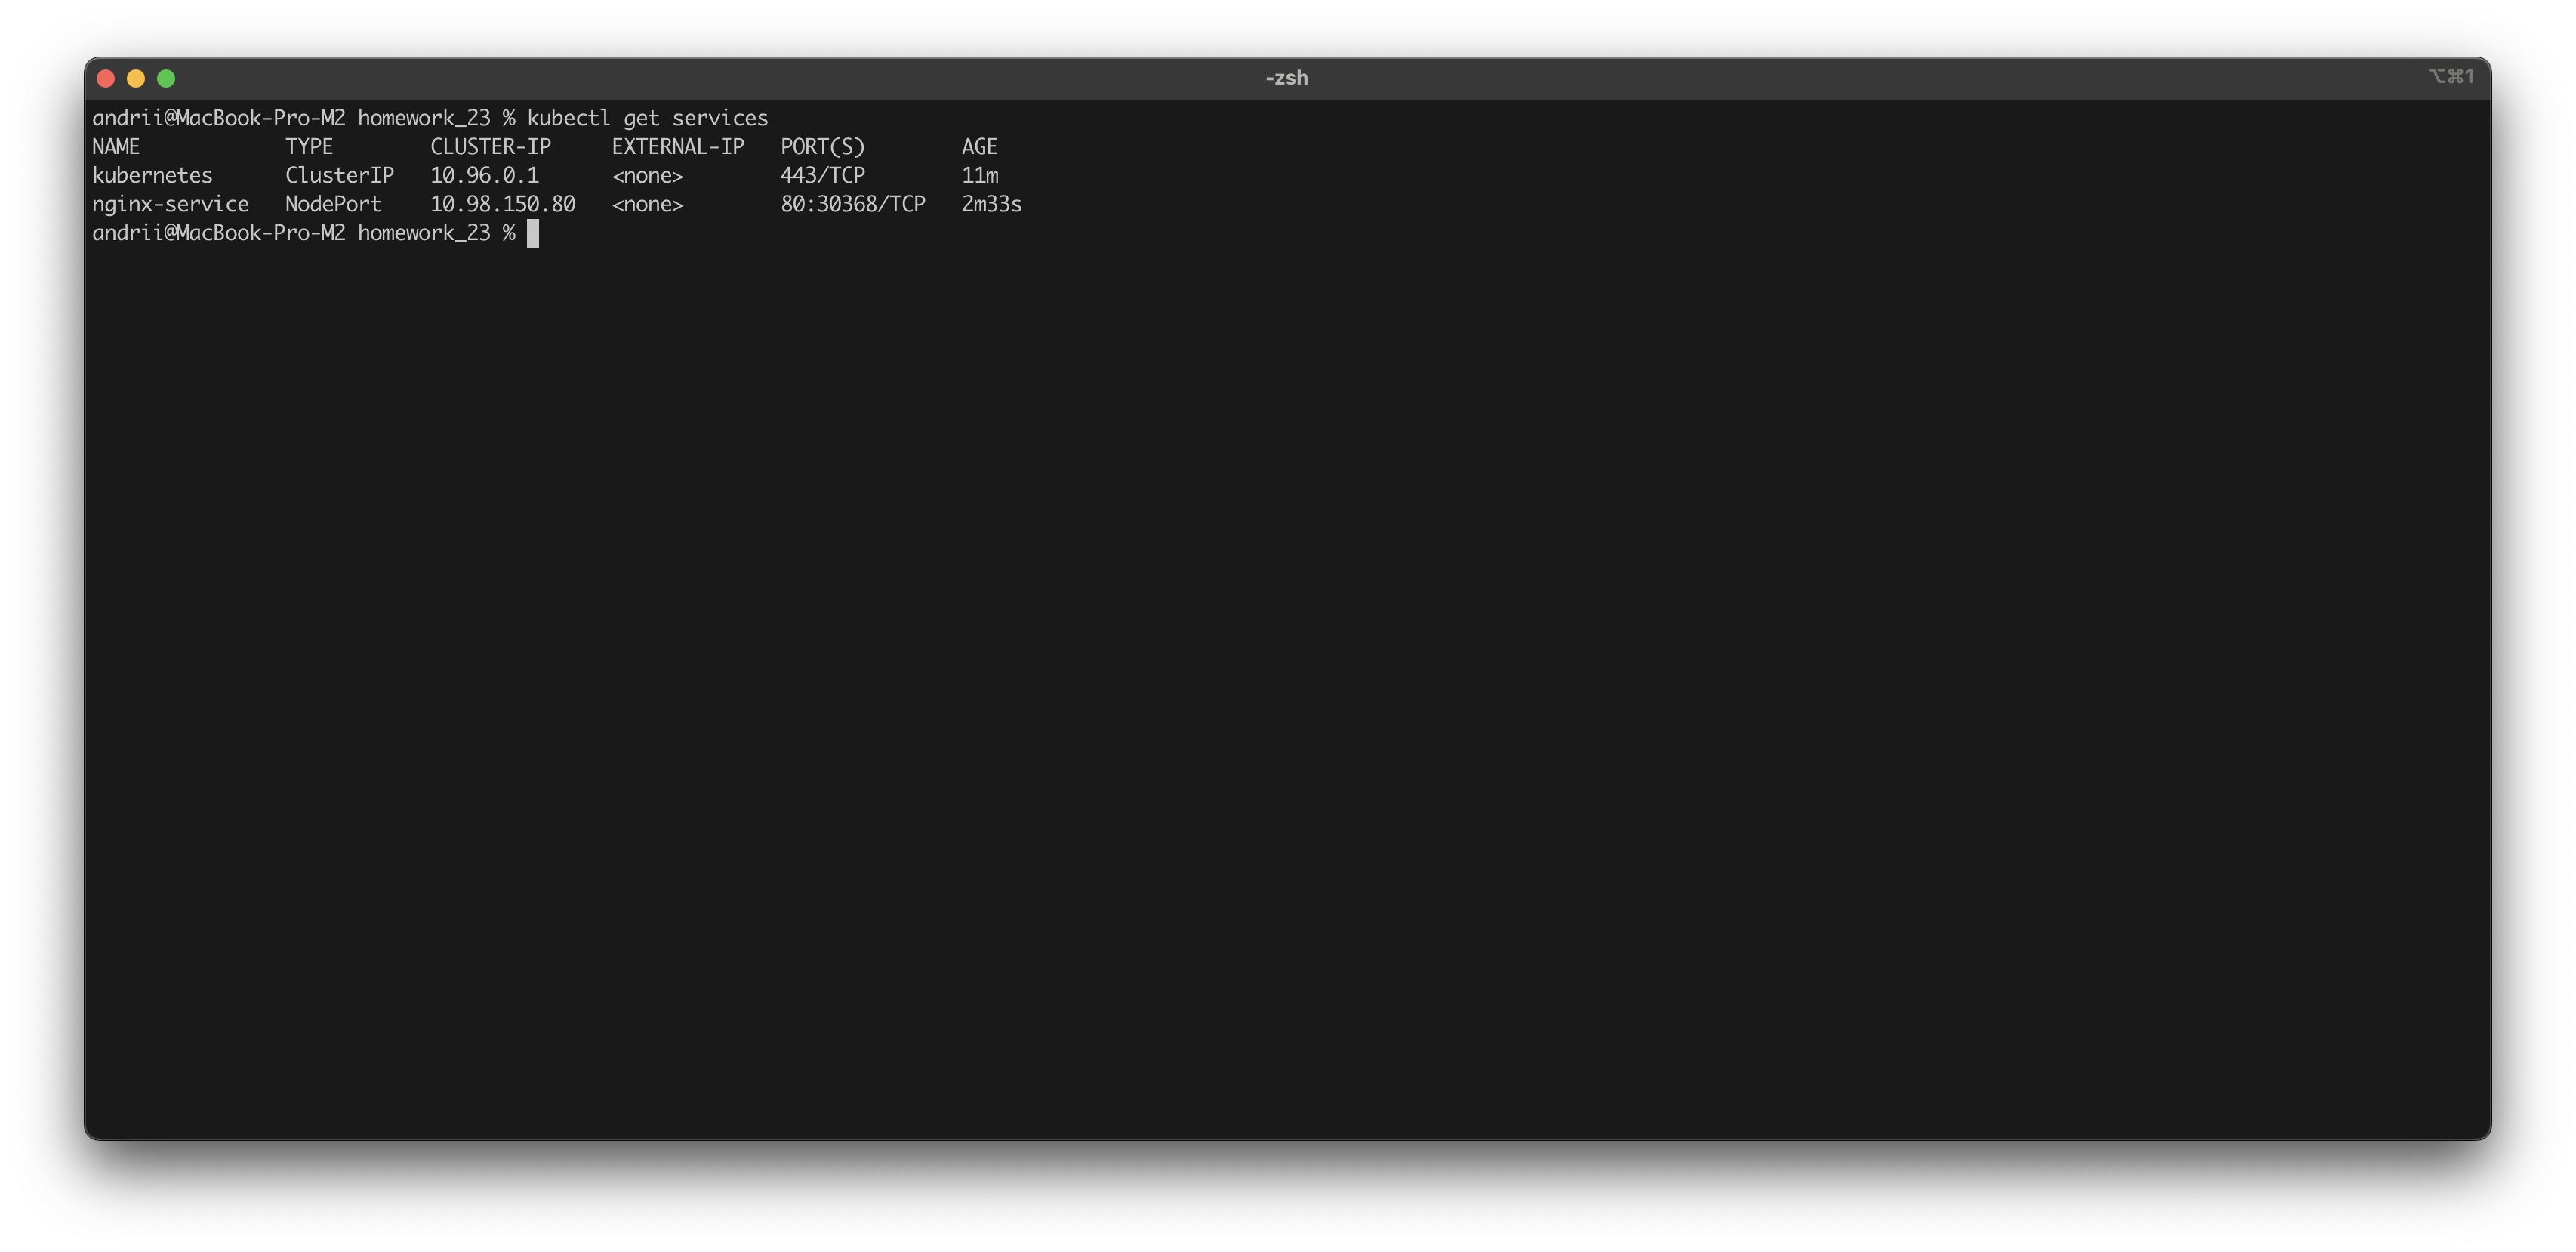 -zsh
⌥⌘1
andrii@MacBook-Pro-M2 homework_23 % kubectl get services
NAME            TYPE        CLUSTER-IP     EXTERNAL-IP   PORT(S)        AGE
kubernetes      ClusterIP   10.96.0.1      <none>        443/TCP        11m
nginx-service   NodePort    10.98.150.80   <none>        80:30368/TCP   2m33s
andrii@MacBook-Pro-M2 homework_23 %